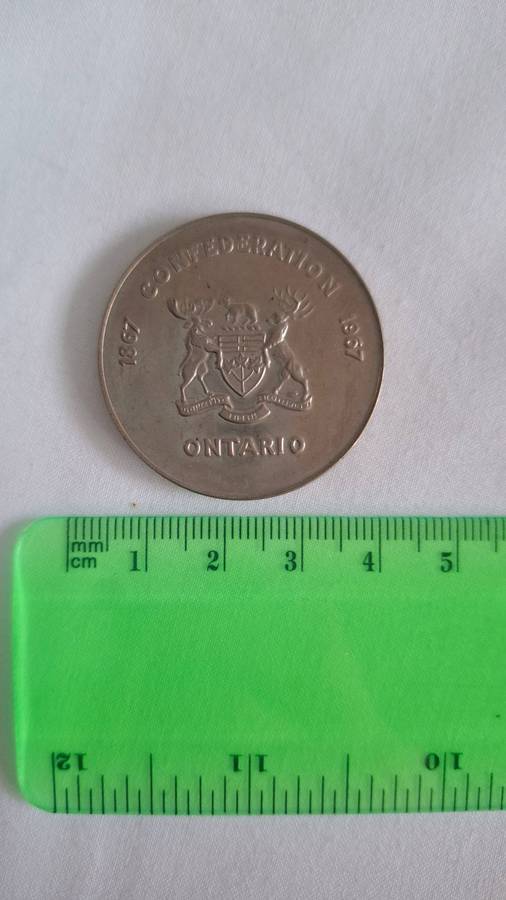 CONFEDERATION
1867 1967
ONTARIO
mm
cm 1 2 3 4 5
12 11 10